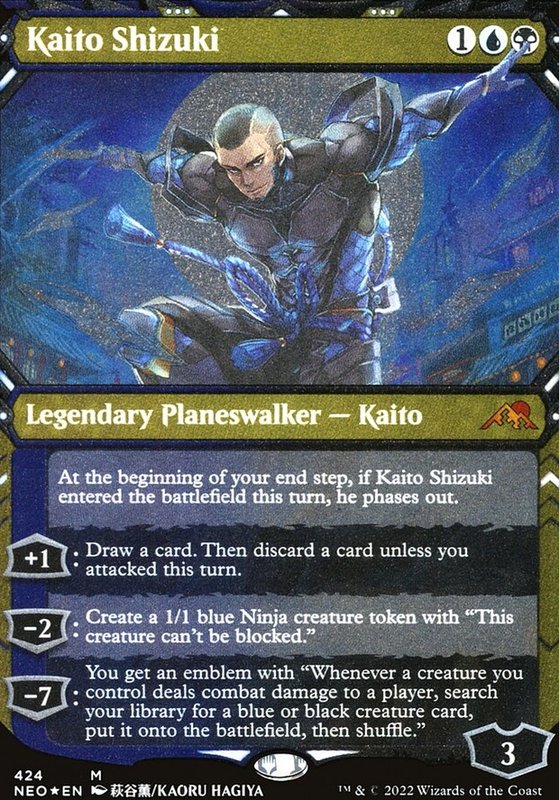 Kaito Shizuki 1
Legendary Planeswalker — Kaito
At the beginning of your end step, if Kaito Shizuki
entered the battlefield this turn, he phases out.
+1: Draw a card. Then discard a card unless you
attacked this turn.
−2: Create a 1/1 blue Ninja creature token with “This
creature can't be blocked.”
−7: You get an emblem with “Whenever a creature you
control deals combat damage to a player, search
your library for a blue or black creature card,
put it onto the battlefield, then shuffle.”
3
424 M
NEO★EN 萩谷薫/KAORU HAGIYA ™ & © 2022 Wizards of the Coast